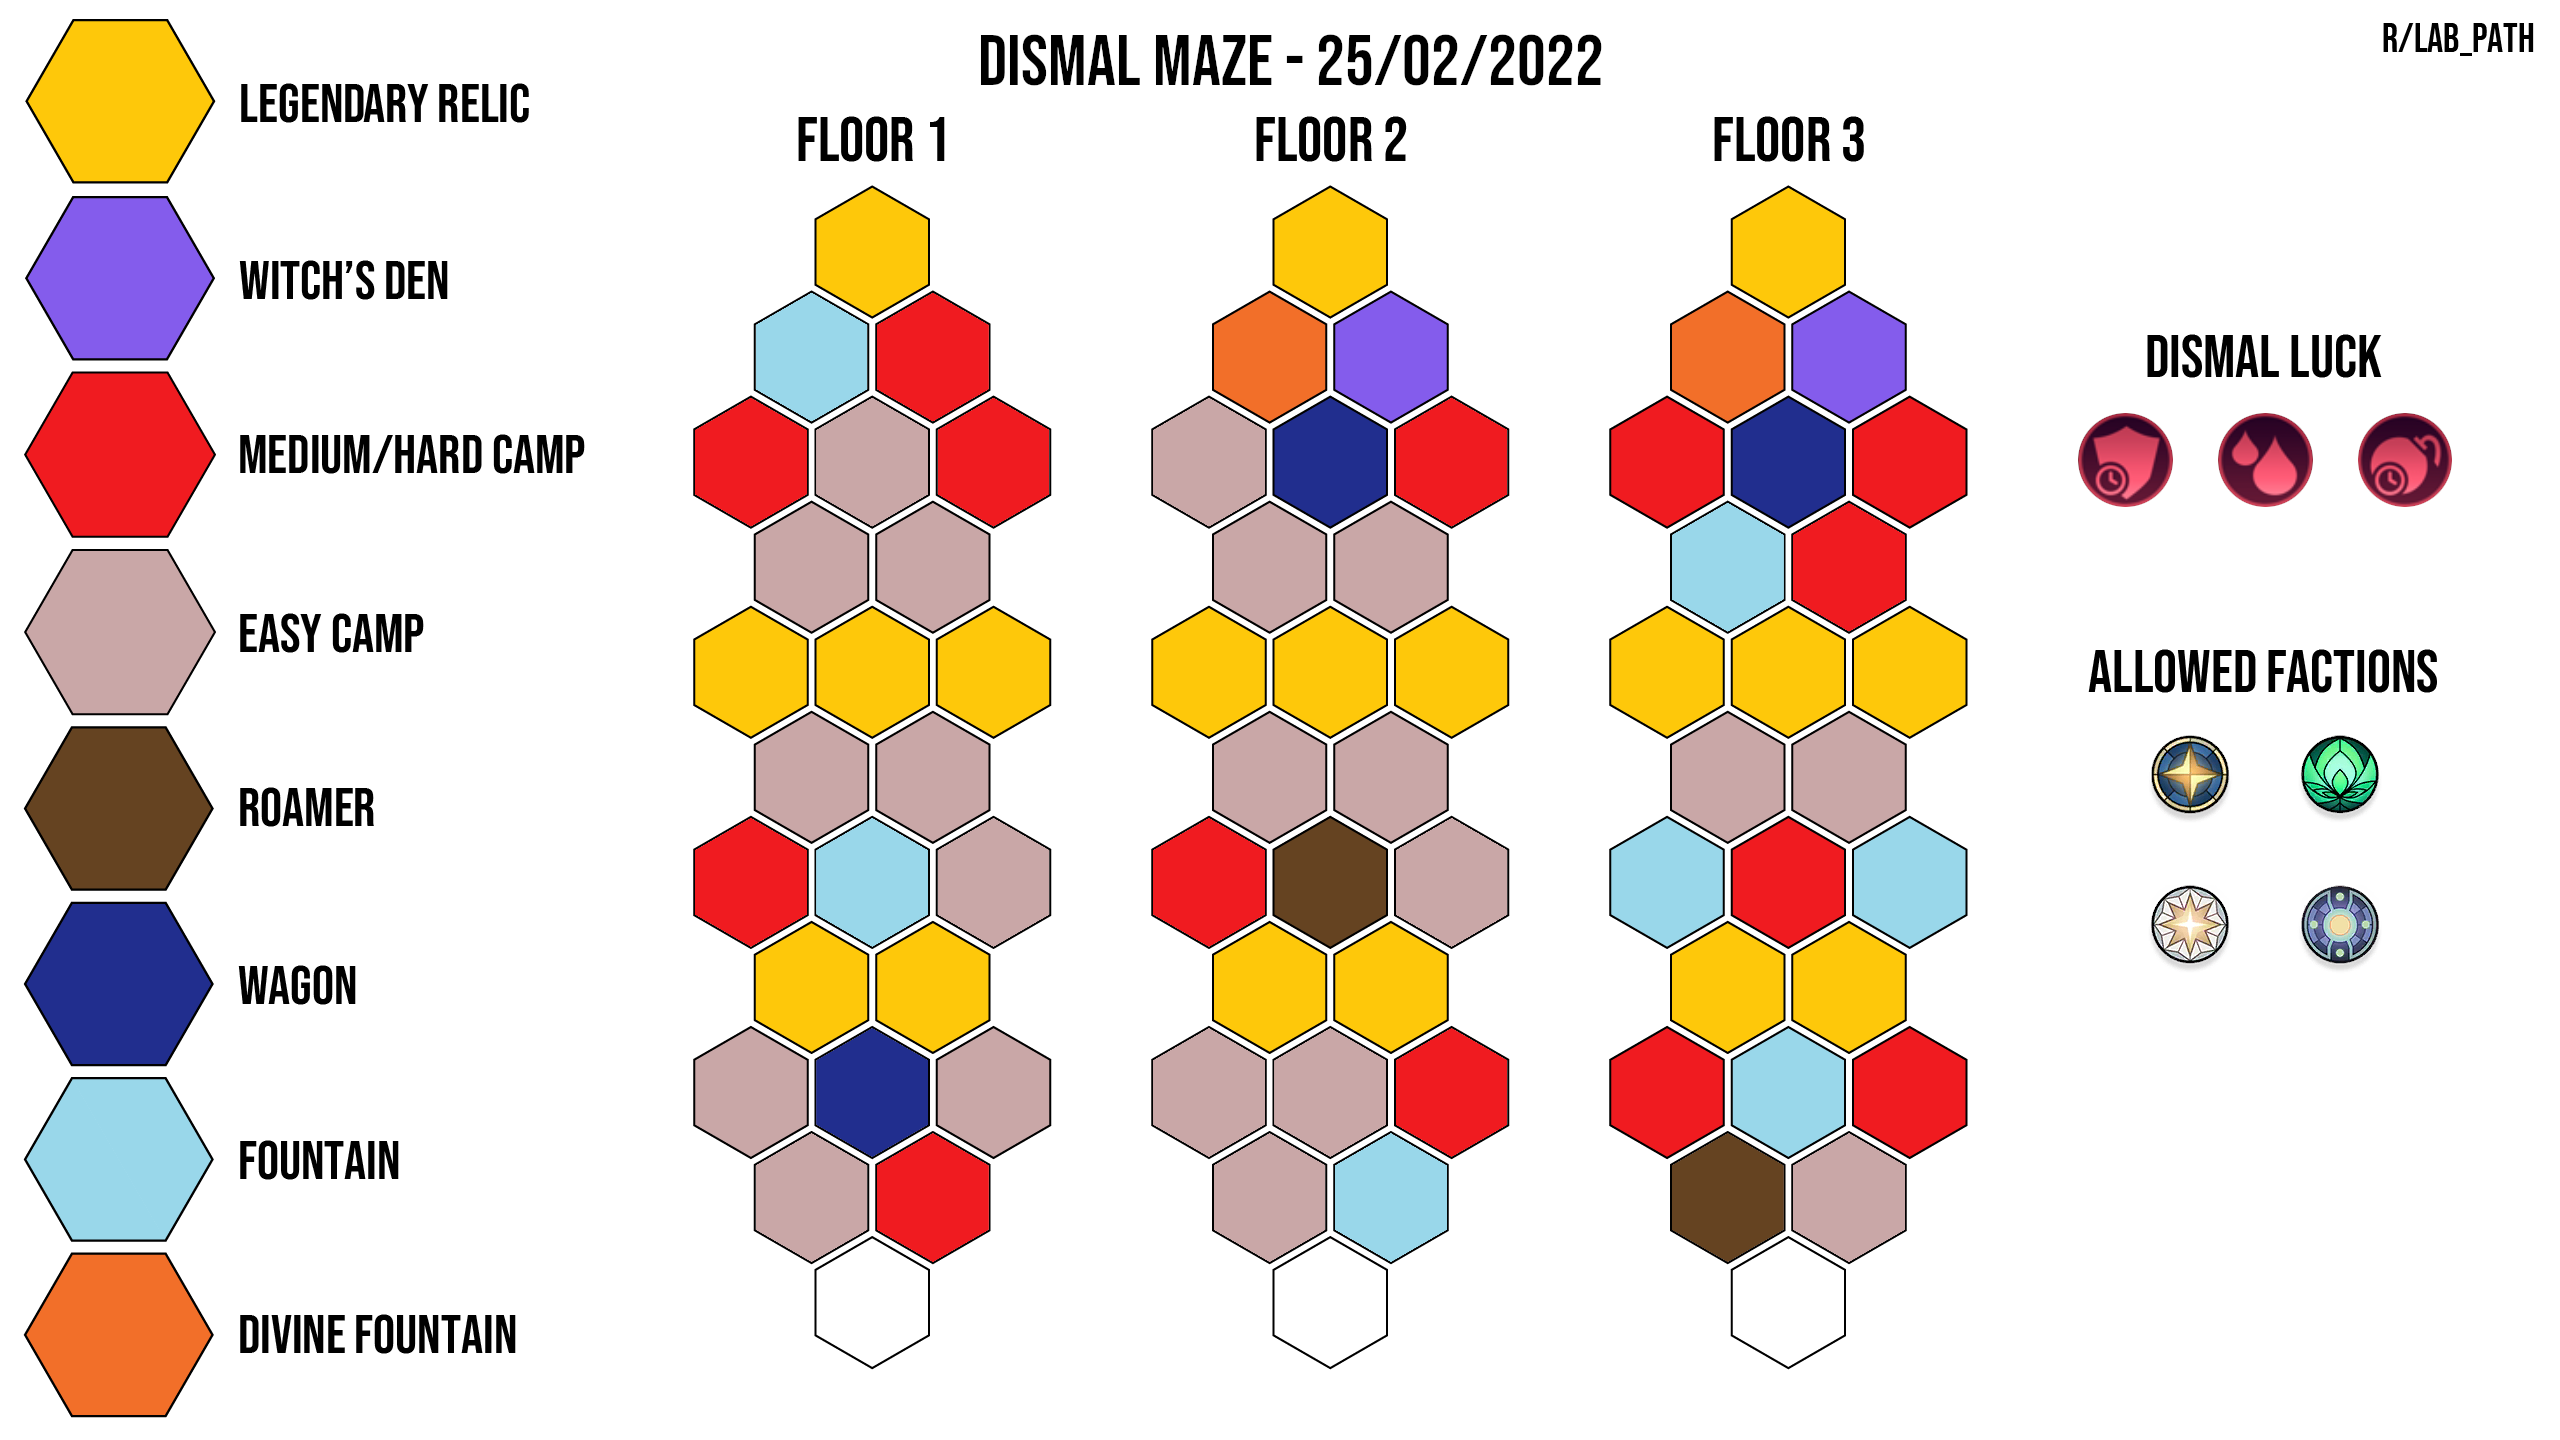 DISMAL MAZE - 25/02/2022
R/LAB_PATH
LEGENDARY RELIC
WITCH'S DEN
MEDIUM/HARD CAMP
EASY CAMP
ROAMER
WAGON
FOUNTAIN
DIVINE FOUNTAIN
FLOOR 1
FLOOR 2
FLOOR 3
DISMAL LUCK
ALLOWED FACTIONS